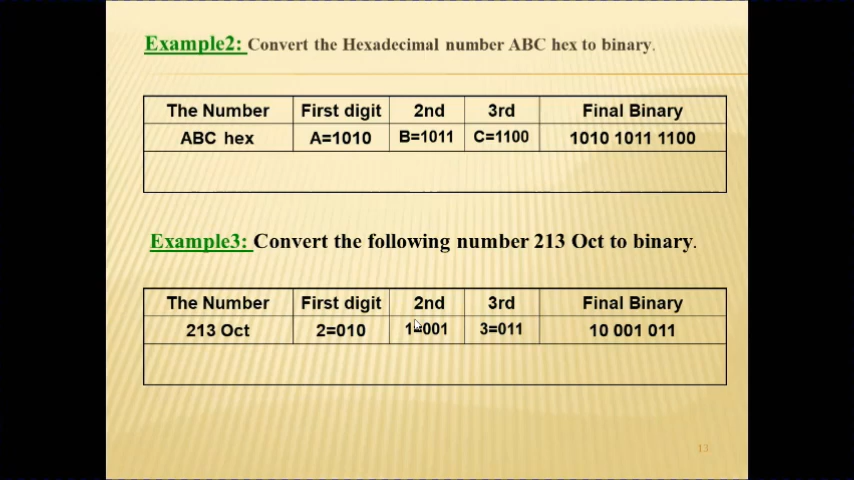 Example2: Convert the Hexadecimal number ABC hex to binary.
The Number First digit 2nd 3rd Final Binary
ABC hex A=1010 B=1011 C=1100 1010 1011 1100
Example3: Convert the following number 213 Oct to binary.
The Number First digit 2nd 3rd Final Binary
213 Oct 2=010 1=001 3=011 10 001 011
13